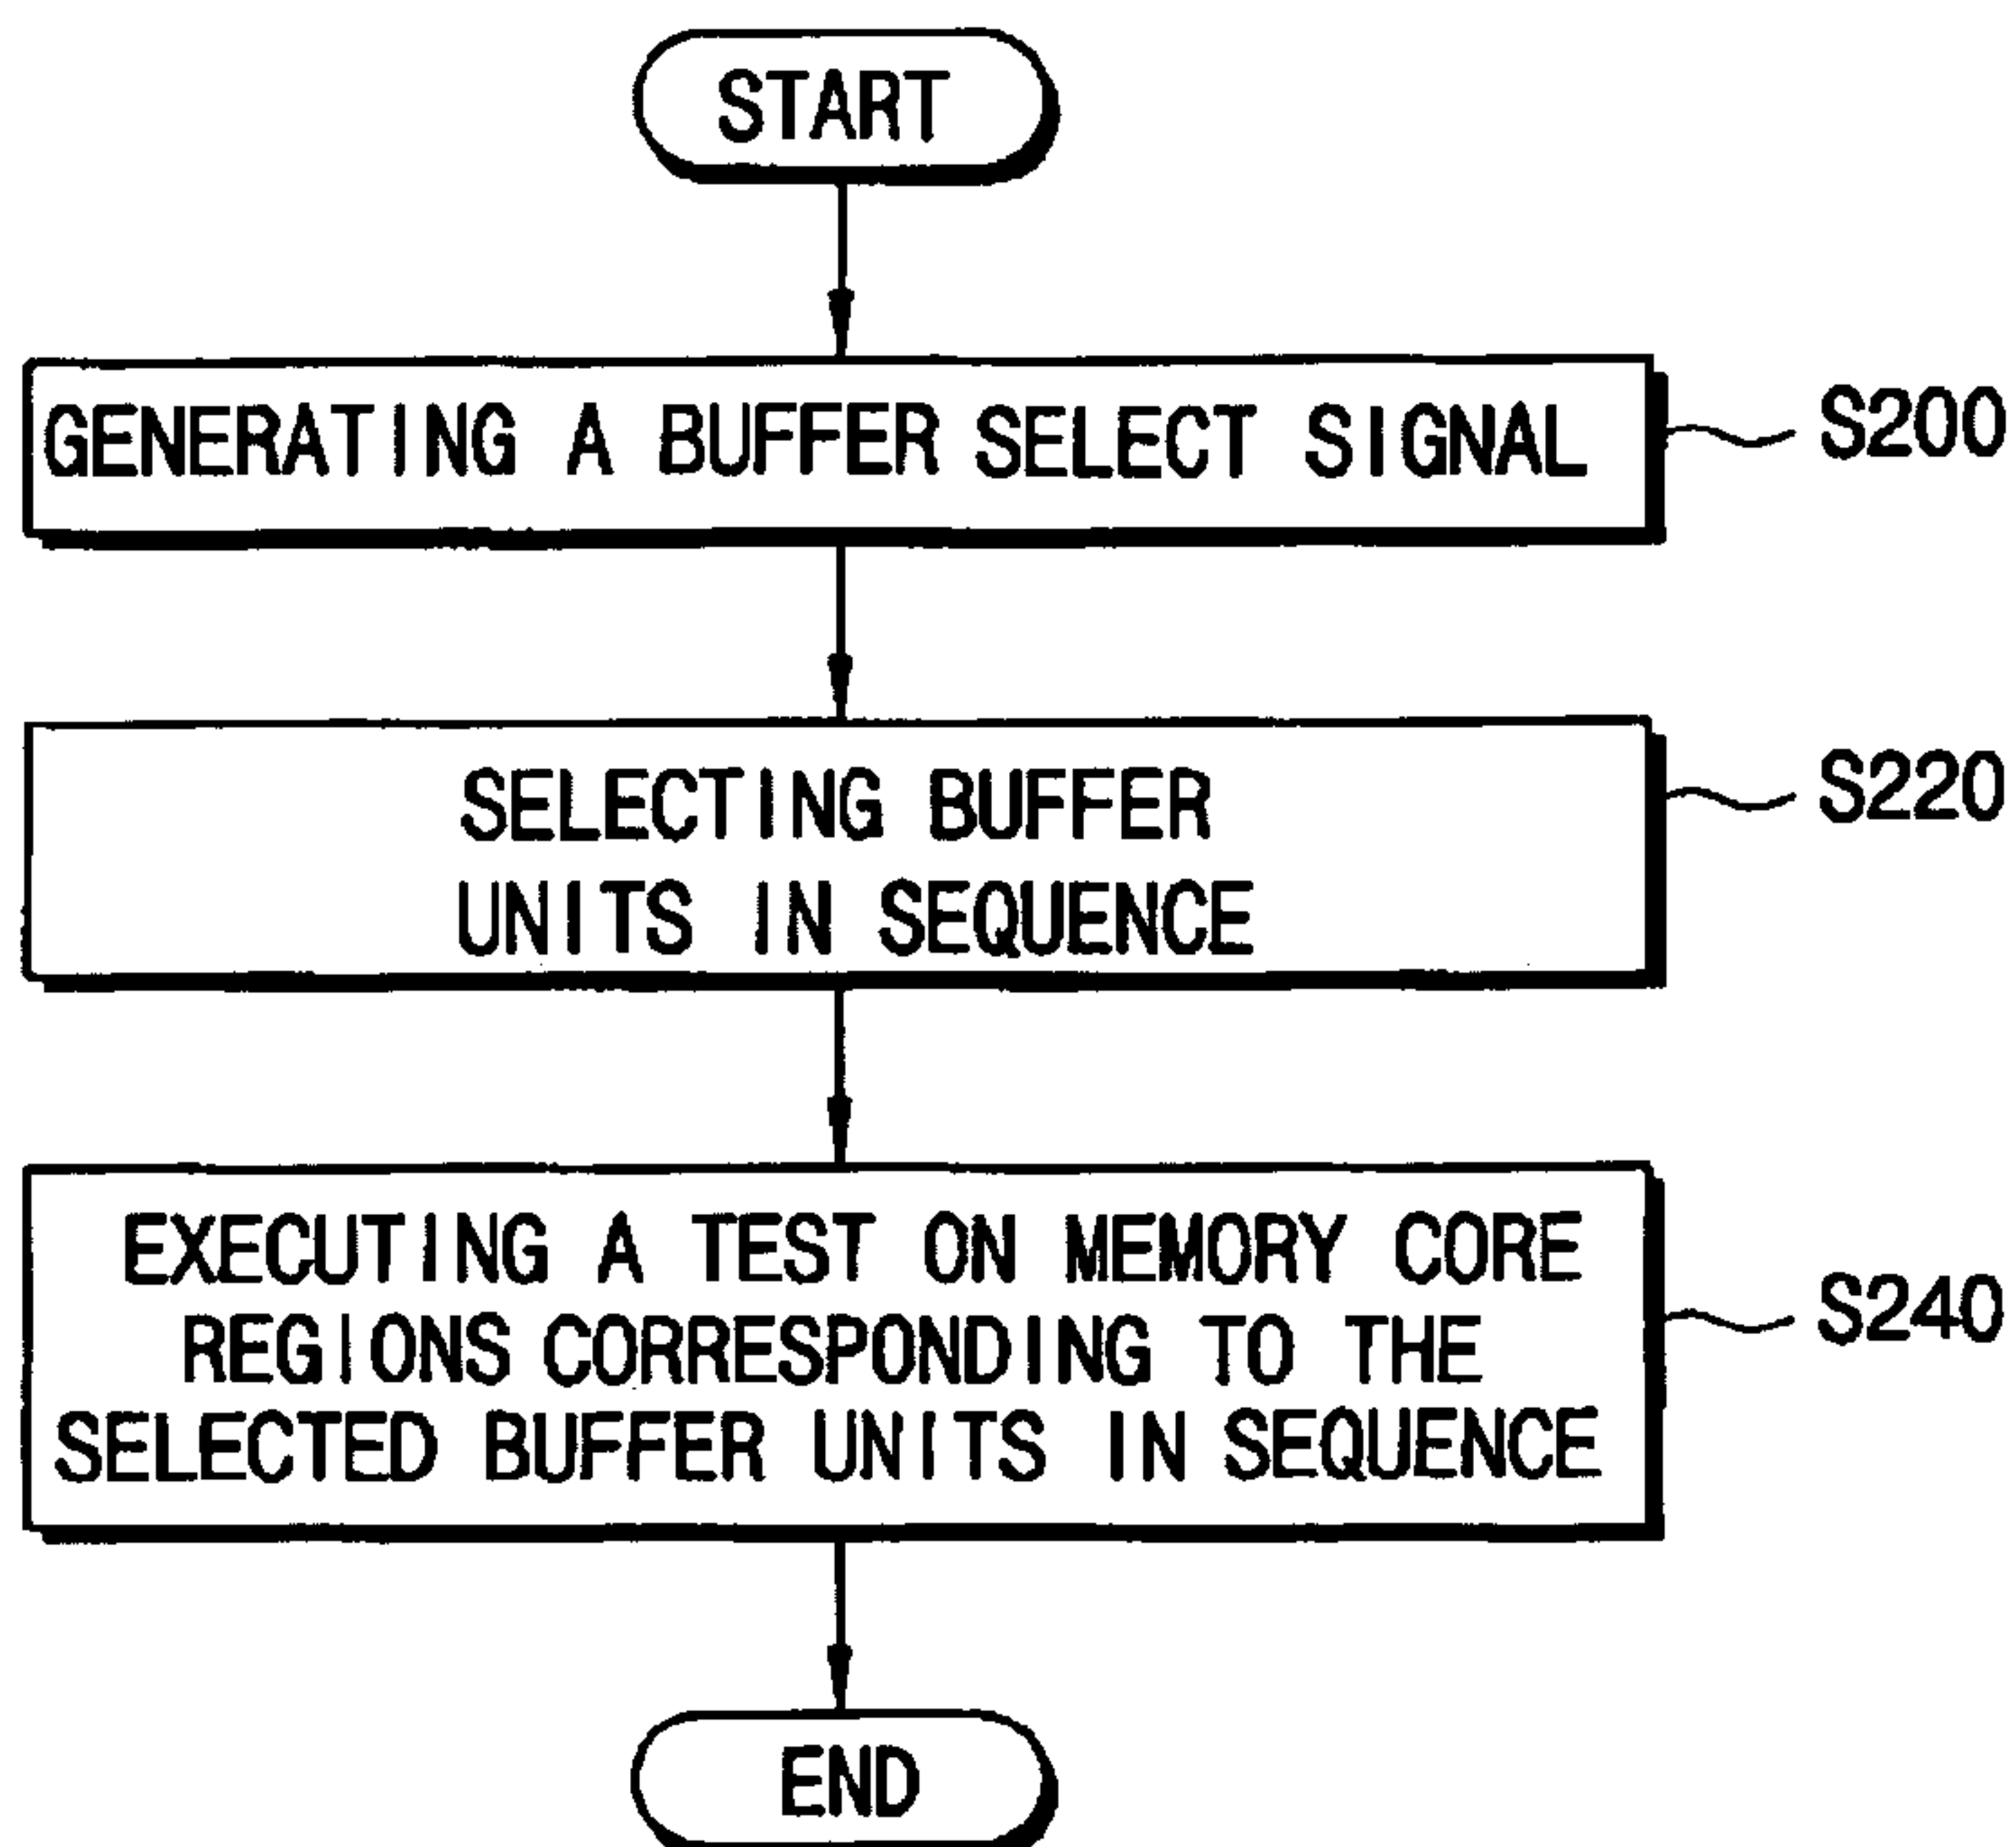 START
GENERATING A BUFFER SELECT SIGNAL
S200
SELECTING BUFFER
UNITS IN SEQUENCE
S220
EXECUTING A TEST ON MEMORY CORE
REGIONS CORRESPONDING TO THE
SELECTED BUFFER UNITS IN SEQUENCE
S240
END